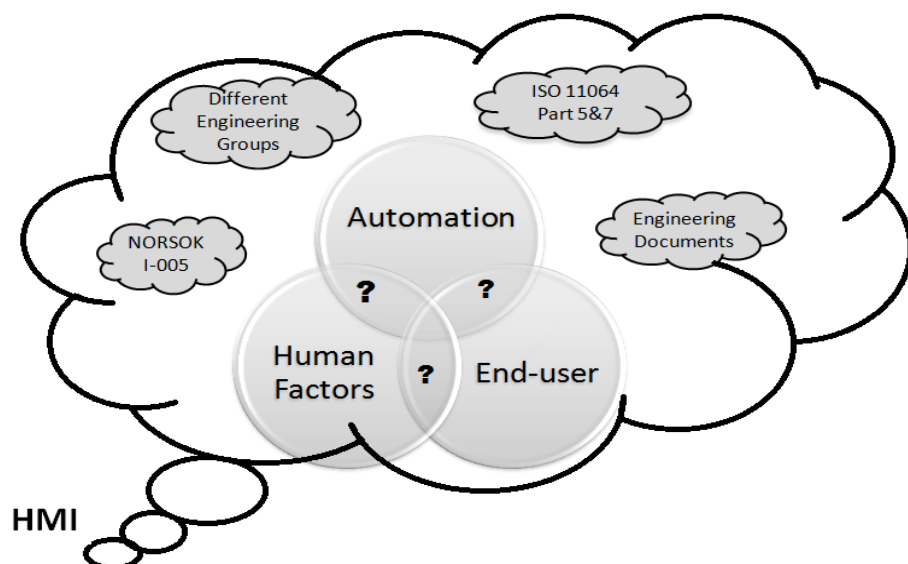 Different
Engineering
Groups
ISO 11064
Part 5&7
Automation
NORSOK
I-005
Engineering
Documents
?
?
Human
Factors
?
End-user
HMI